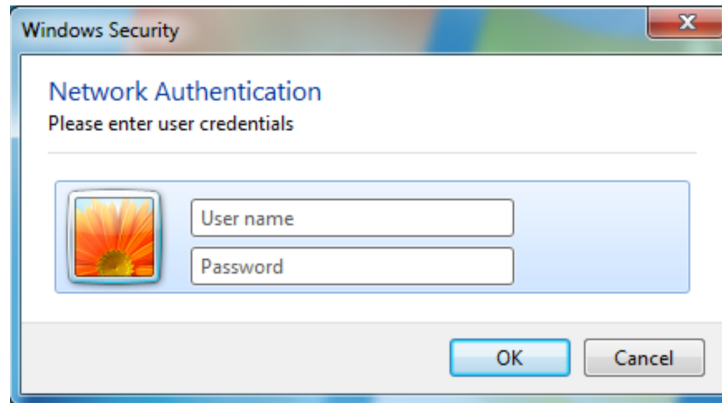 Windows Security
Network Authentication
Please enter user credentials
User name
Password
OK
Cancel